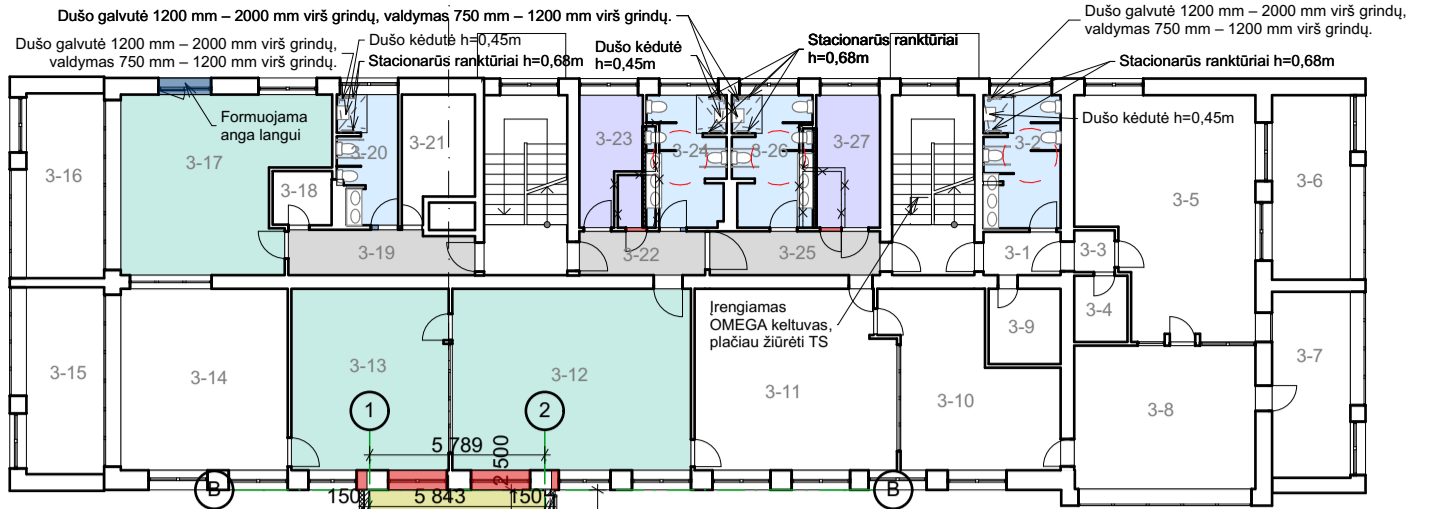 Dušo galvutė 1200 mm – 2000 mm virš grindų, valdymas 750 mm – 1200 mm virš grindų.
Dušo galvutė 1200 mm – 2000 mm virš grindų,
valdymas 750 mm – 1200 mm virš grindų.
Dušo galvutė 1200 mm – 2000 mm virš grindų,
valdymas 750 mm – 1200 mm virš grindų.
Dušo kėdutė h=0,45m
Stacionarūs ranktūriai h=0,68m
Dušo kėdutė
h=0,45m
Stacionarūs ranktūriai
h=0,68m
Stacionarūs ranktūriai h=0,68m
Dušo kėdutė h=0,45m
Formuojama
anga langui
3-16
3-17
3-18
3-20
3-21
3-23
3-24
3-26
3-27
3-2
3-5
3-6
3-19
3-22
3-25
3-1
3-3
3-4
Įrengiamas
OMEGA keltuvas,
plačiau žiūrėti TS
3-15
3-14
3-13
3-12
3-11
3-10
3-9
3-8
3-7
1
2
5 789
2 500
B
B
150
5 843
150